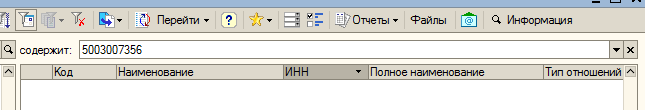 Перейти ? Отчеты Файлы Информация
содержит: 5003007356
Код Наименование ИНН Полное наименование Тип отношений